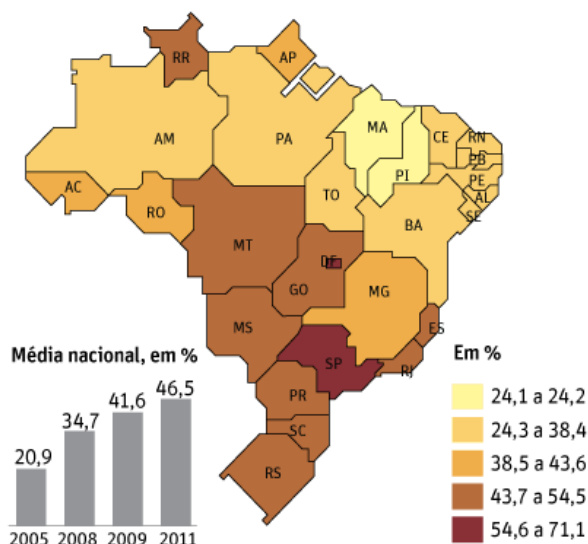 RR
AP
AM
PA
MA
CE
RN
PB
PE
AL
SE
PI
AC
RO
TO
BA
MT
DF
GO
MG
MS
ES
SP
RJ
PR
SC
RS
Média nacional, em %
20,9
34,7
41,6
46,5
2005 2008 2009 2011
Em %
24,1 a 24,2
24,3 a 38,4
38,5 a 43,6
43,7 a 54,5
54,6 a 71,1